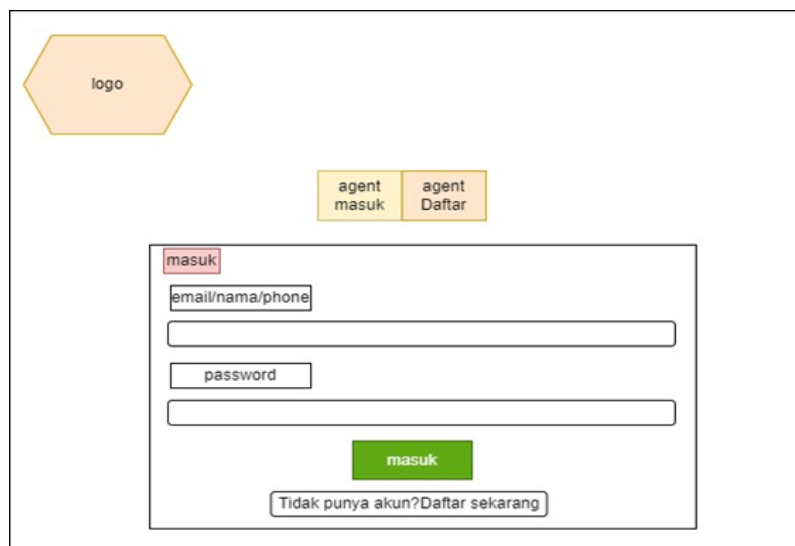 logo
agent
masuk
agent
Daftar
masuk
email/nama/phone
password
masuk
Tidak punya akun?Daftar sekarang